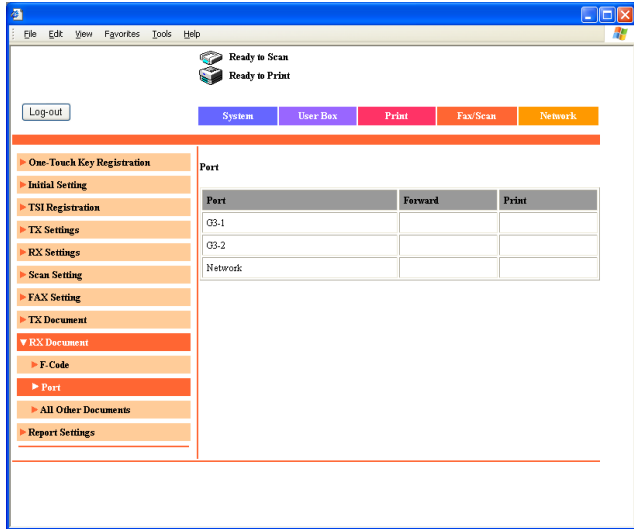 File Edit View Favorites Tools Help
Ready to Scan
Ready to Print
Log-out
System User Box Print Fax/Scan Network
One-Touch Key Registration
Initial Setting
TSI Registration
TX Settings
RX Settings
Scan Setting
FAX Setting
TX Document
RX Document
F-Code
Port
All Other Documents
Report Settings
Port
Port Forward Print
G3-1
G3-2
Network